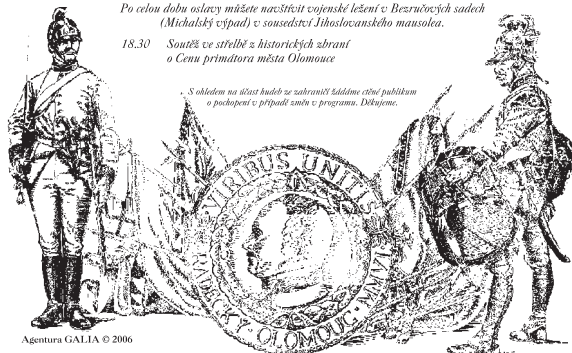 Po celou dobu oslavy můžete navštívit vojenské ležení v Bezručových sadech
(Michalský výpad) v sousedství Jihoslovanského mausolea.
18.30 Soutěž ve střelbě z historických zbraní
o Cenu primátora města Olomouce
S ohledem na účast hudeb ze zahraničí žádáme ctěné publikum
o pochopení v případě změn v programu. Děkujeme.
·VIRIBUS UNITIS·
RADECKÝ · OLOMOUC · MMVI
Agentura GALIA © 2006